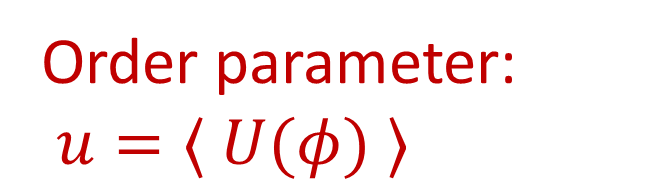 Order parameter:
u = ⟨ U(ϕ) ⟩